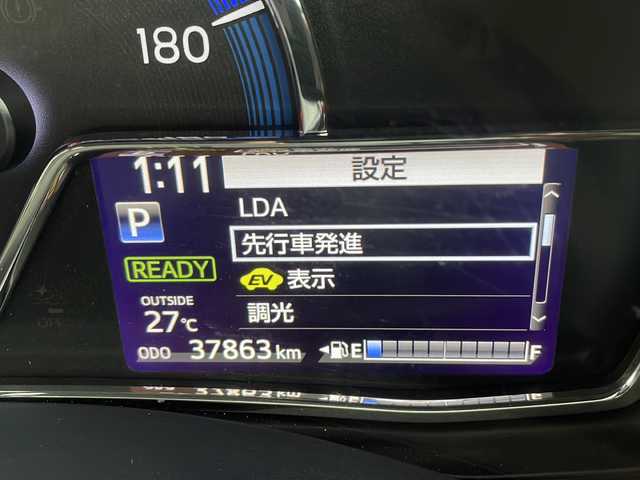 180
1:11
設定
P
LDA
先行車発進
READY
EV 表示
OUTSIDE
27℃
調光
ODO 37863 km
E F